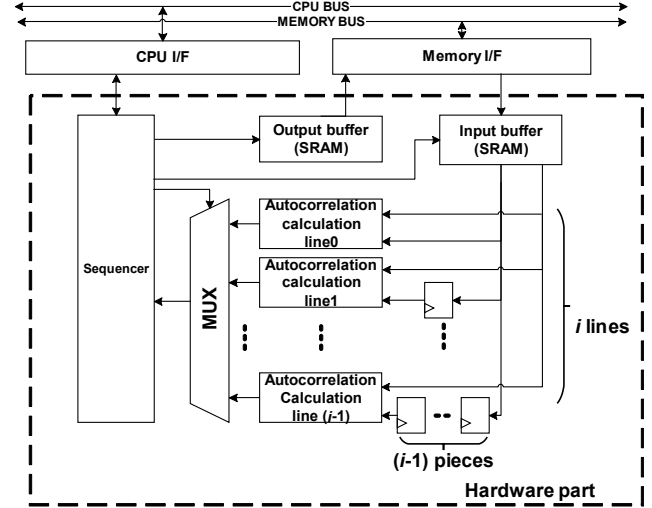 CPU BUS
MEMORY BUS
CPU I/F
Memory I/F
Output buffer
(SRAM)
Input buffer
(SRAM)
Autocorrelation
calculation
line0
Sequencer
MUX
Autocorrelation
calculation
line1
i lines
Autocorrelation
Calculation
line (i-1)
(i-1) pieces
Hardware part